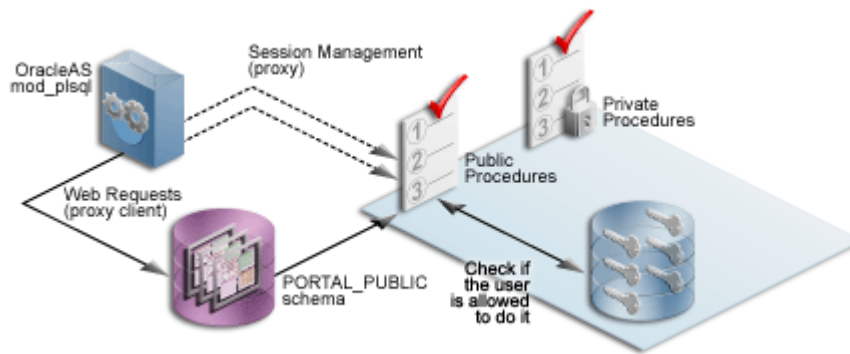 OracleAS
mod_plsql
Session Management
(proxy)
1
2
3
Public
Procedures
1
2
3
Private
Procedures
Web Requests
(proxy client)
PORTAL_PUBLIC
schema
Check if
the user
is allowed
to do it